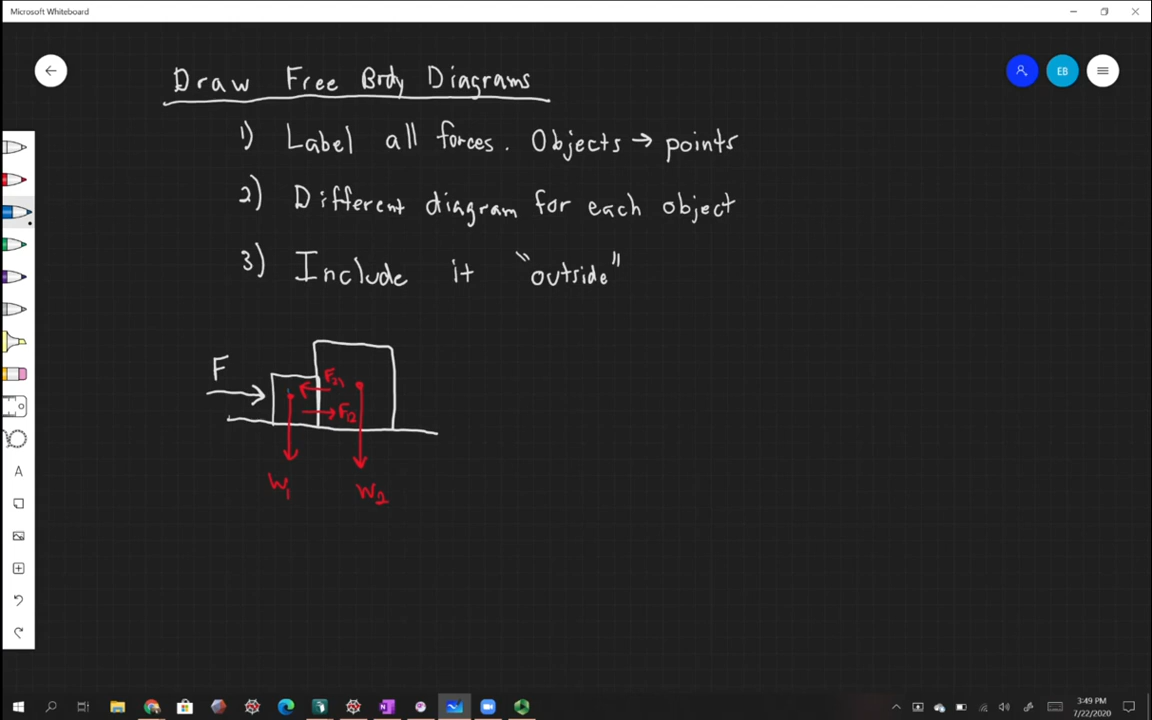 Microsoft Whiteboard
EB
Draw Free Body Diagrams
1) Label all forces. Objects → points
2) Different diagram for each object
3) Include it "outside"
F
F21
F12
W1
W2
A
3:49 PM
7/22/2020